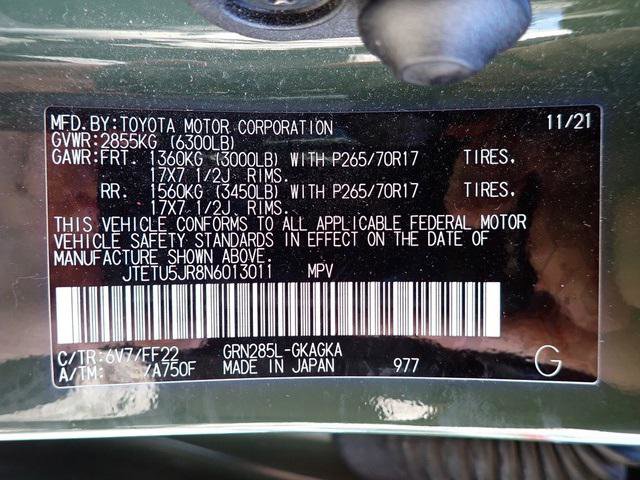 MFD.BY:TOYOTA MOTOR CORPORATION 11/21
GVWR:2855KG (6300LB)
GAWR:FRT. 1360KG (3000LB) WITH P265/70R17 TIRES,
17X7 1/2J RIMS.
RR. 1560KG (3450LB) WITH P265/70R17 TIRES,
17X7 1/2J RIMS.
THIS VEHICLE CONFORMS TO ALL APPLICABLE FEDERAL MOTOR
VEHICLE SAFETY STANDARDS IN EFFECT ON THE DATE OF
MANUFACTURE SHOWN ABOVE.
JTETU5JR8N6013011 MPV
C/TR:6V7/FF22 GRN285L-GKAGKA
A/TM: /A750F MADE IN JAPAN 977 G